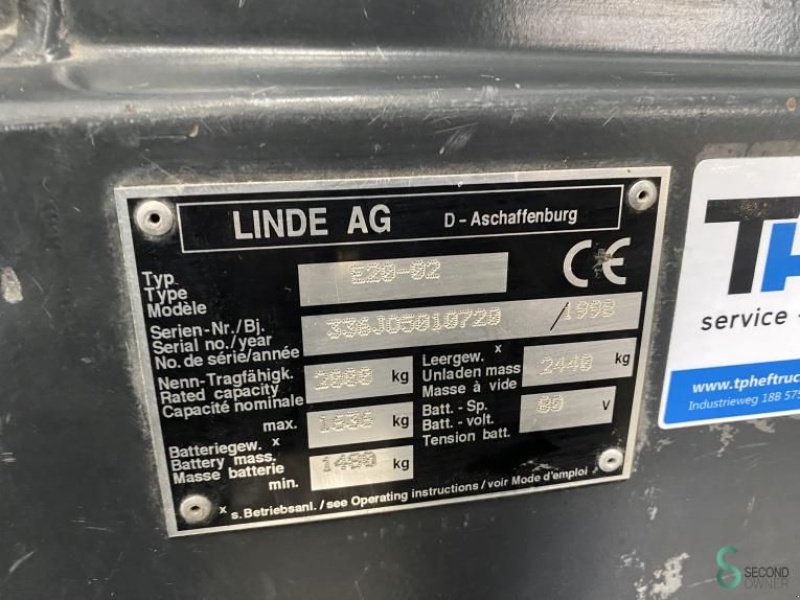 LINDE AG D-Aschaffenburg
Typ
Type
Modèle
E20-02
CE
Serien-Nr./Bj.
Serial no./year
No. de série/année
336J05010720 /1998
Nenn-Tragfähigk.
Rated capacity
Capacité nominale
2000 kg
Leergew. x
Unladen mass
Masse à vide
2440 kg
Batteriegew. x
Battery mass.
Masse batterie
max. 1636 kg
min. 1480 kg
Batt.-Sp.
Batt.-volt.
Tension batt.
80 V
x s. Betriebsanl. /see Operating instructions /voir Mode d'emploi
service
www.tpheftruc
Industrieweg 18B 575
SECOND
OWNER